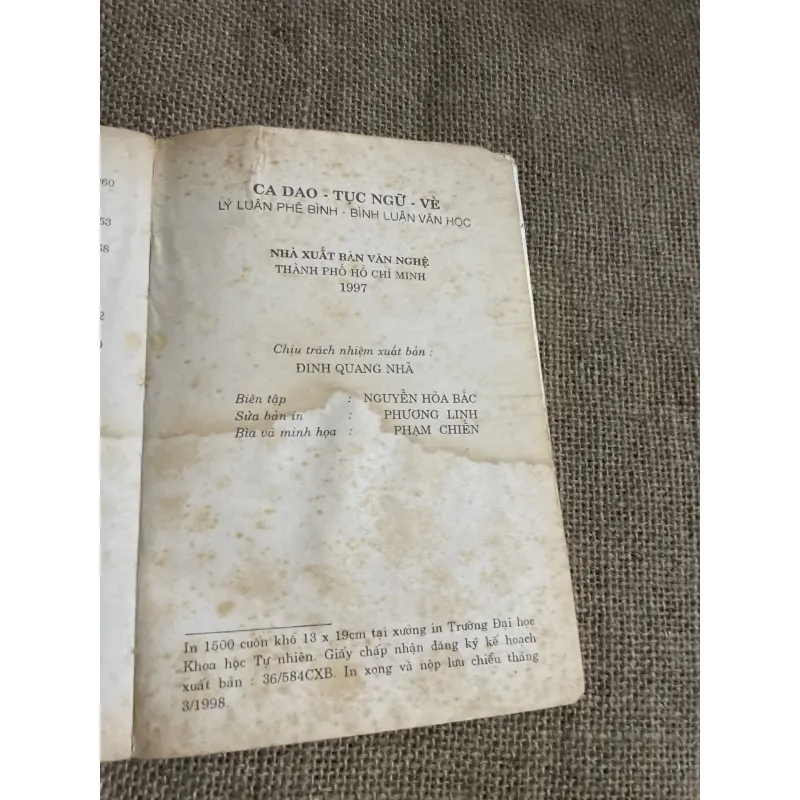 60
53
38
2
CA DAO - TỤC NGỮ - VÈ
LÝ LUẬN PHÊ BÌNH - BÌNH LUẬN VĂN HỌC
NHÀ XUẤT BẢN VĂN NGHỆ
THÀNH PHỐ HỒ CHÍ MINH
1997
Chịu trách nhiệm xuất bản :
ĐINH QUANG NHÃ
Biên tập : NGUYỄN HÒA BẮC
Sửa bản in : PHƯƠNG LINH
Bìa và minh họa : PHẠM CHIẾN
In 1500 cuốn khổ 13 x 19cm tại xưởng in Trường Đại học
Khoa học Tự nhiên. Giấy chấp nhận đăng ký kế hoạch
xuất bản : 36/584CXB. In xong và nộp lưu chiểu tháng
3/1998.